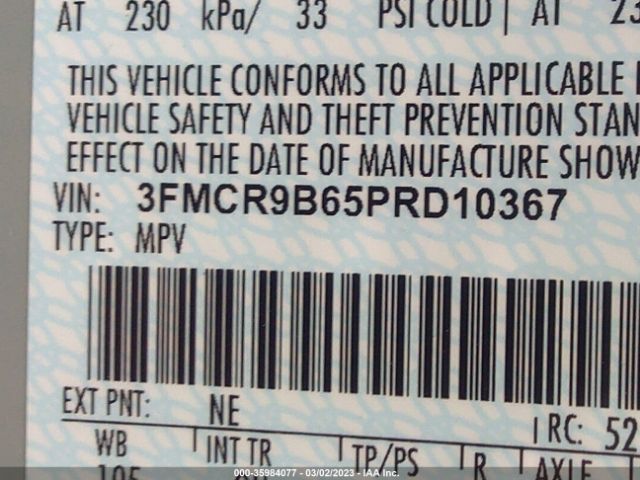 AT 230 kPa/ 33 PSI COLD | AT
THIS VEHICLE CONFORMS TO ALL APPLICABLE
VEHICLE SAFETY AND THEFT PREVENTION STAN
EFFECT ON THE DATE OF MANUFACTURE SHOW
VIN: 3FMCR9B65PRD10367
TYPE: MPV
EXT PNT: NE
RC: 52
WB INT TR TP/PS R AXLE
105
000-35984077 - 03/02/2023 - IAA Inc.